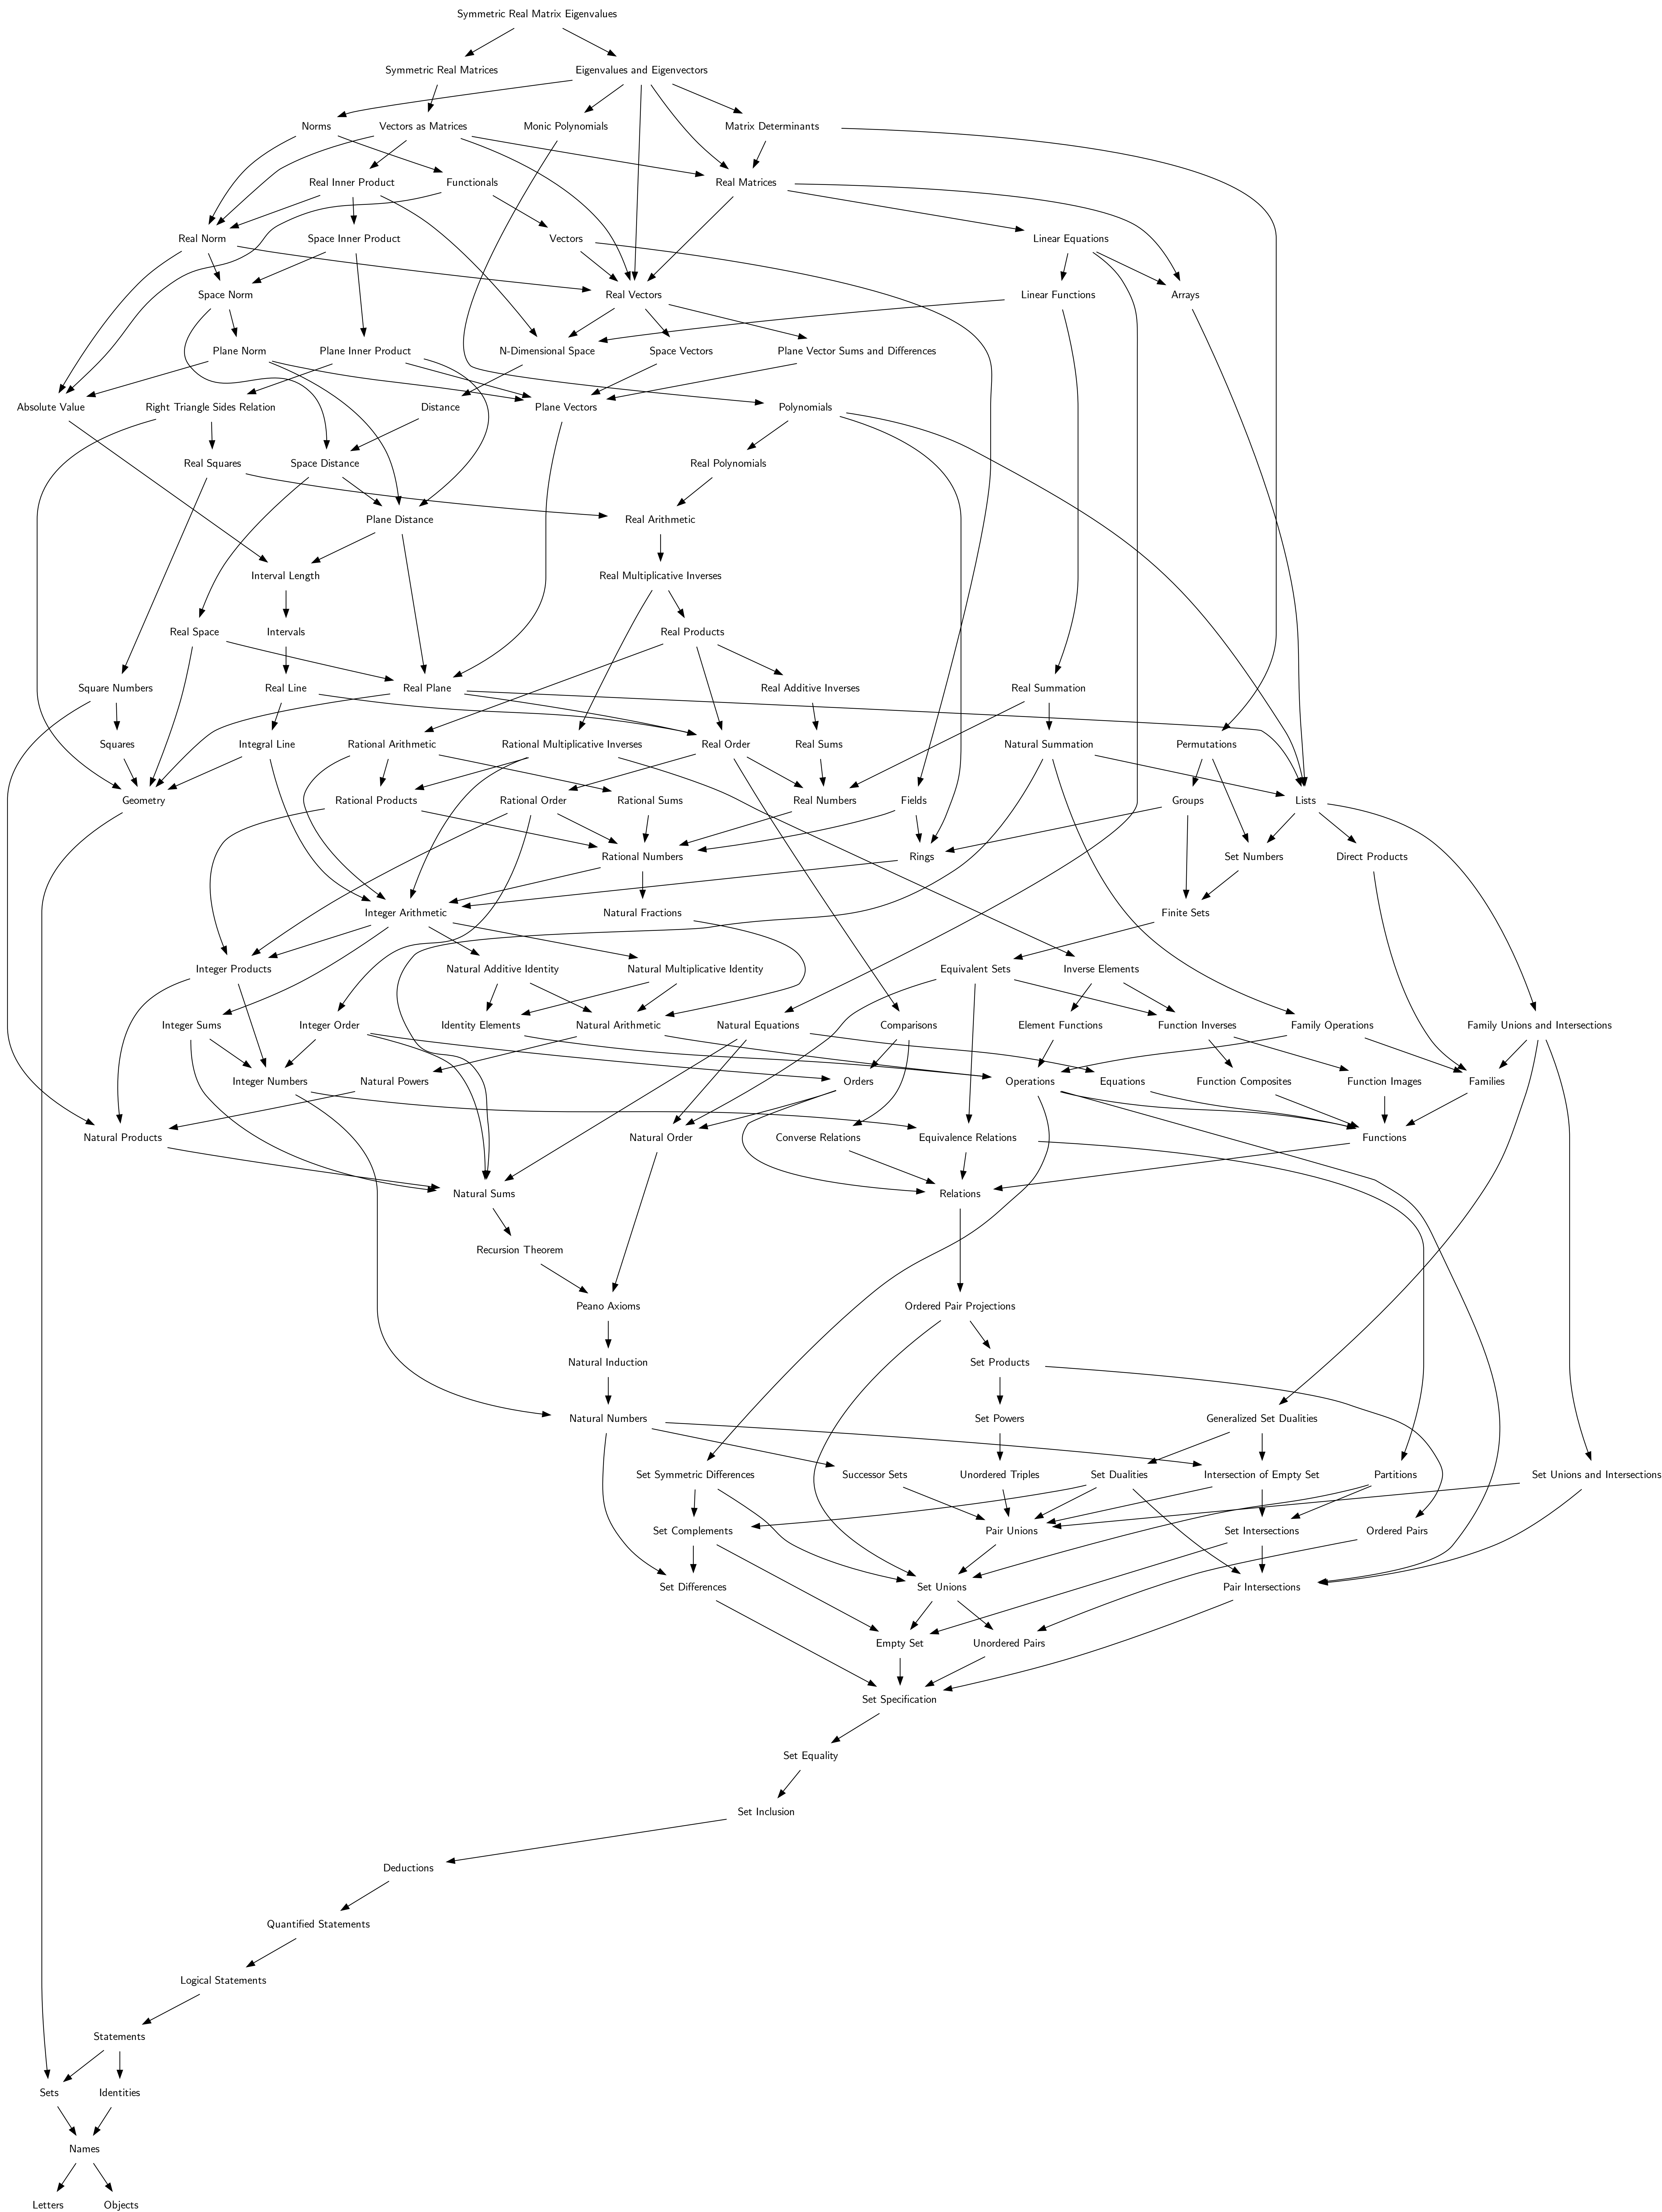 Symmetric Real Matrix Eigenvalues
Symmetric Real Matrices
Eigenvalues and Eigenvectors
Norms
Vectors as Matrices
Monic Polynomials
Matrix Determinants
Real Inner Product
Functionals
Real Matrices
Real Norm
Space Inner Product
Vectors
Linear Equations
Space Norm
Real Vectors
Linear Functions
Arrays
Plane Norm
Plane Inner Product
N-Dimensional Space
Space Vectors
Plane Vector Sums and Differences
Absolute Value
Right Triangle Sides Relation
Distance
Plane Vectors
Polynomials
Real Squares
Space Distance
Real Polynomials
Plane Distance
Real Arithmetic
Interval Length
Real Multiplicative Inverses
Real Space
Intervals
Real Products
Square Numbers
Real Line
Real Plane
Real Additive Inverses
Real Summation
Squares
Integral Line
Rational Arithmetic
Rational Multiplicative Inverses
Real Order
Real Sums
Natural Summation
Permutations
Geometry
Rational Products
Rational Order
Rational Sums
Real Numbers
Fields
Groups
Lists
Rational Numbers
Rings
Set Numbers
Direct Products
Integer Arithmetic
Natural Fractions
Finite Sets
Integer Products
Natural Additive Identity
Natural Multiplicative Identity
Equivalent Sets
Inverse Elements
Integer Sums
Integer Order
Identity Elements
Natural Arithmetic
Natural Equations
Comparisons
Element Functions
Function Inverses
Family Operations
Family Unions and Intersections
Integer Numbers
Natural Powers
Orders
Operations
Equations
Function Composites
Function Images
Families
Natural Products
Natural Order
Converse Relations
Equivalence Relations
Functions
Natural Sums
Relations
Recursion Theorem
Peano Axioms
Ordered Pair Projections
Natural Induction
Set Products
Natural Numbers
Set Powers
Generalized Set Dualities
Set Symmetric Differences
Successor Sets
Unordered Triples
Set Dualities
Intersection of Empty Set
Partitions
Set Unions and Intersections
Set Complements
Pair Unions
Set Intersections
Ordered Pairs
Set Differences
Set Unions
Pair Intersections
Empty Set
Unordered Pairs
Set Specification
Set Equality
Set Inclusion
Deductions
Quantified Statements
Logical Statements
Statements
Sets
Identities
Names
Letters
Objects